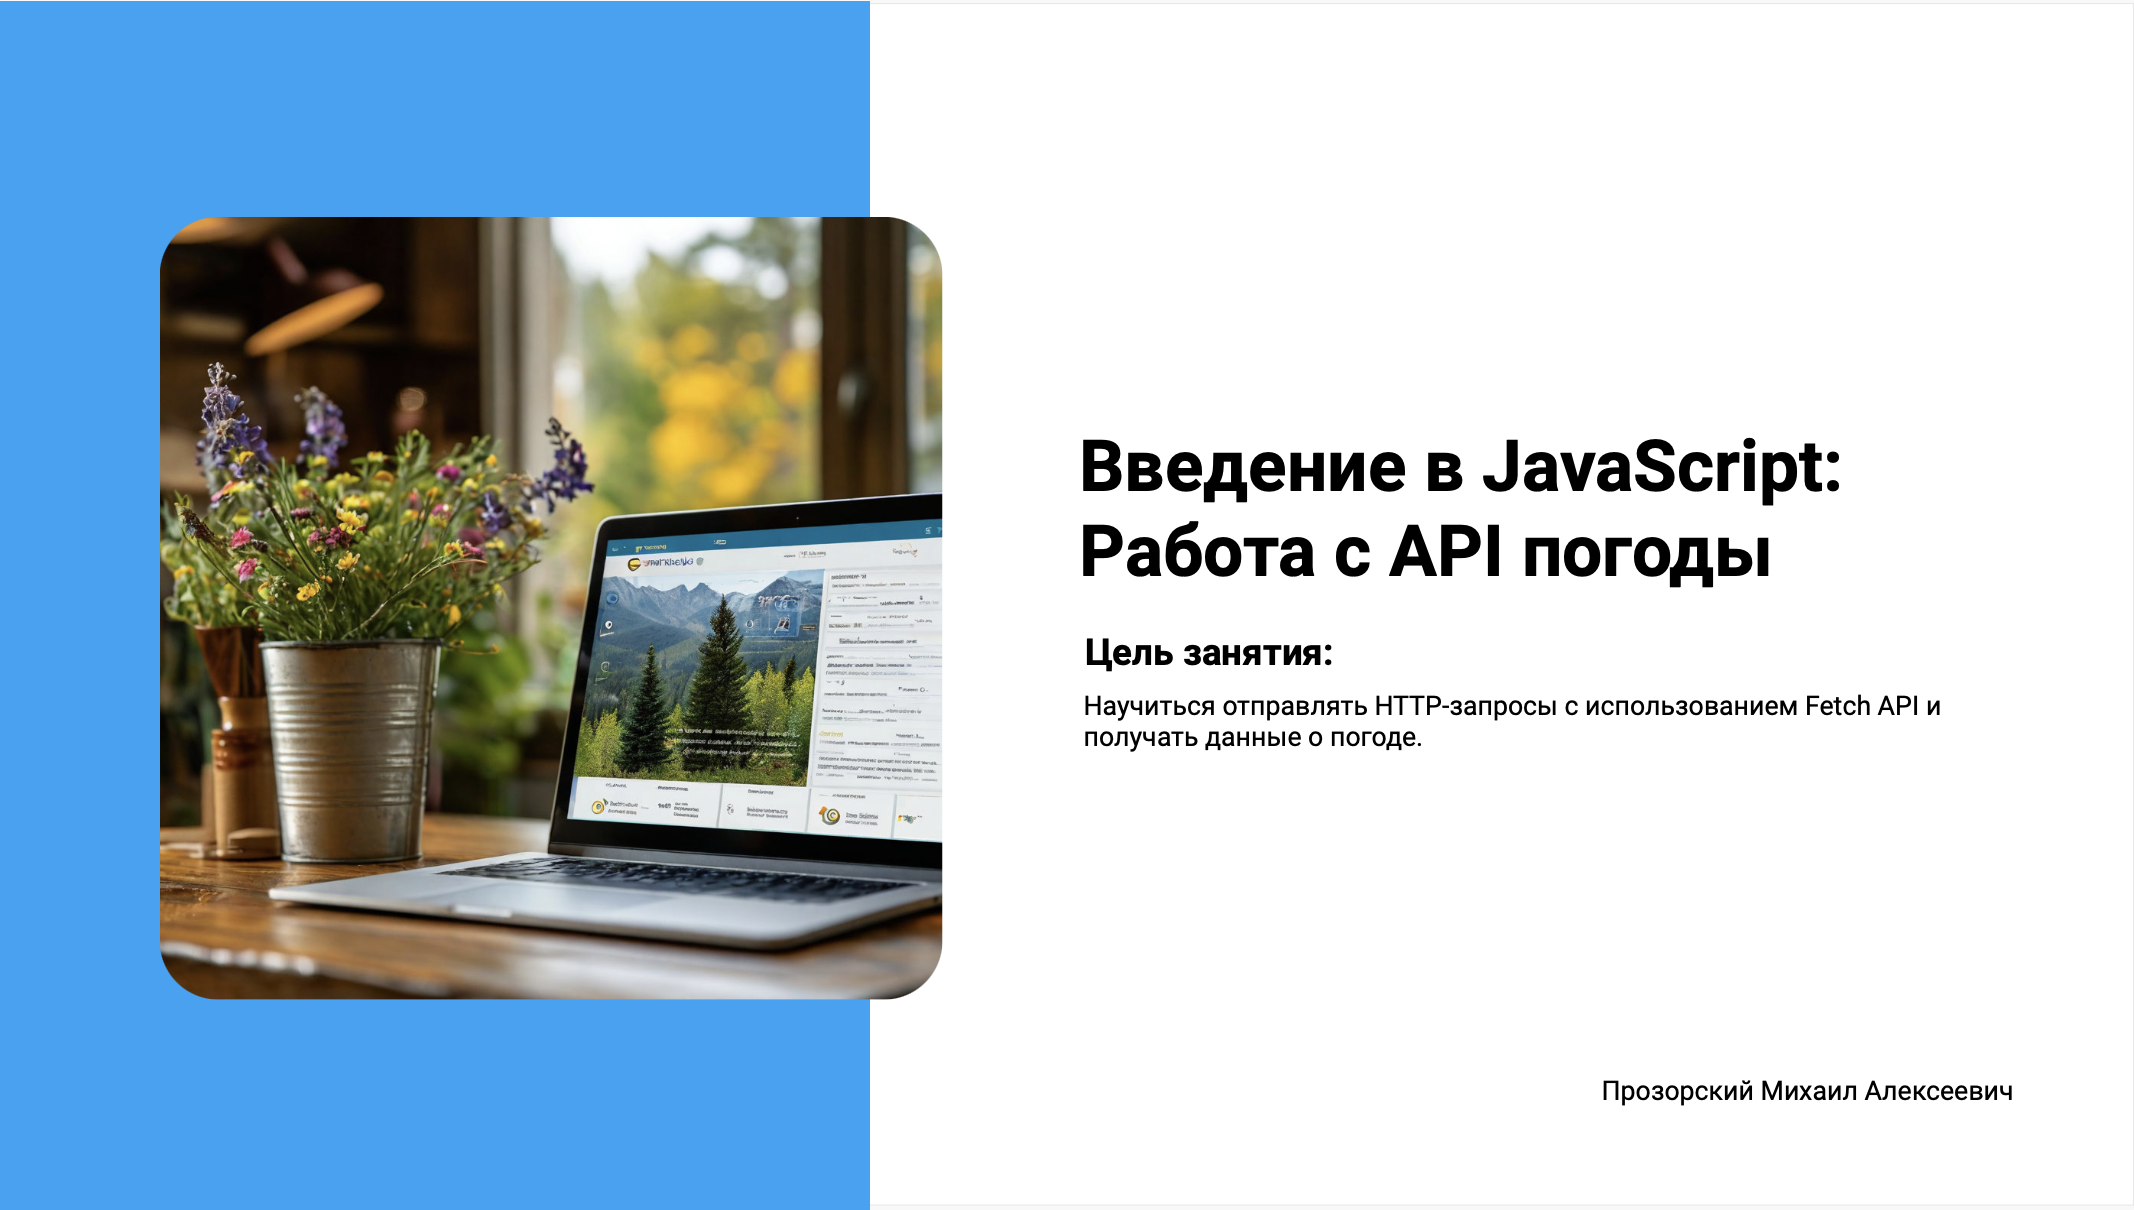 Введение в JavaScript:
Работа с API погоды
Цель занятия:
Научиться отправлять HTTP-запросы с использованием Fetch API и
получать данные о погоде.
Прозорский Михаил Алексеевич